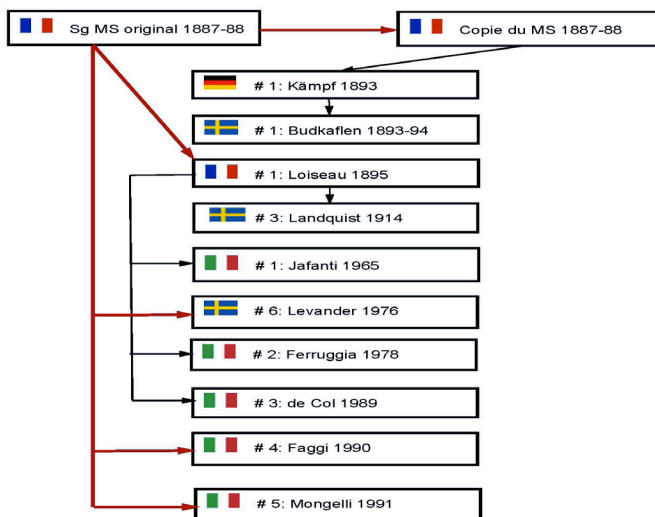 Sg MS original 1887-88
Copie du MS 1887-88
# 1: Kämpf 1893
# 1: Budkaflen 1893-94
# 1: Loiseau 1895
# 3: Landquist 1914
# 1: Jafanti 1965
# 6: Levander 1976
# 2: Ferruggia 1978
# 3: de Col 1989
# 4: Faggi 1990
# 5: Mongelli 1991